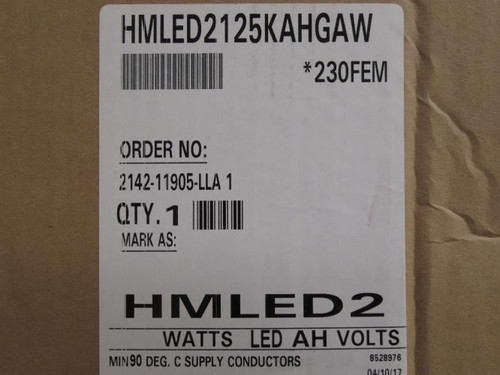 HMLED2125KAHGAW
*230FEM
ORDER NO:
2142-11905-LLA 1
QTY. 1
MARK AS:
HMLED2
WATTS LED AH VOLTS
MIN90 DEG. C SUPPLY CONDUCTORS
8528976
04/10/17